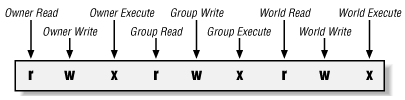 Owner Read Owner Execute Group Write World Read World Execute
Owner Write Group Read Group Execute World Write
r w x r w x r w x